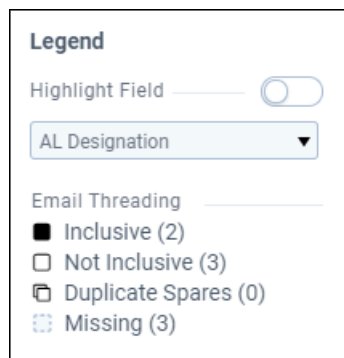 Legend
Highlight Field
AL Designation
Email Threading
Inclusive (2)
Not Inclusive (3)
Duplicate Spares (0)
Missing (3)